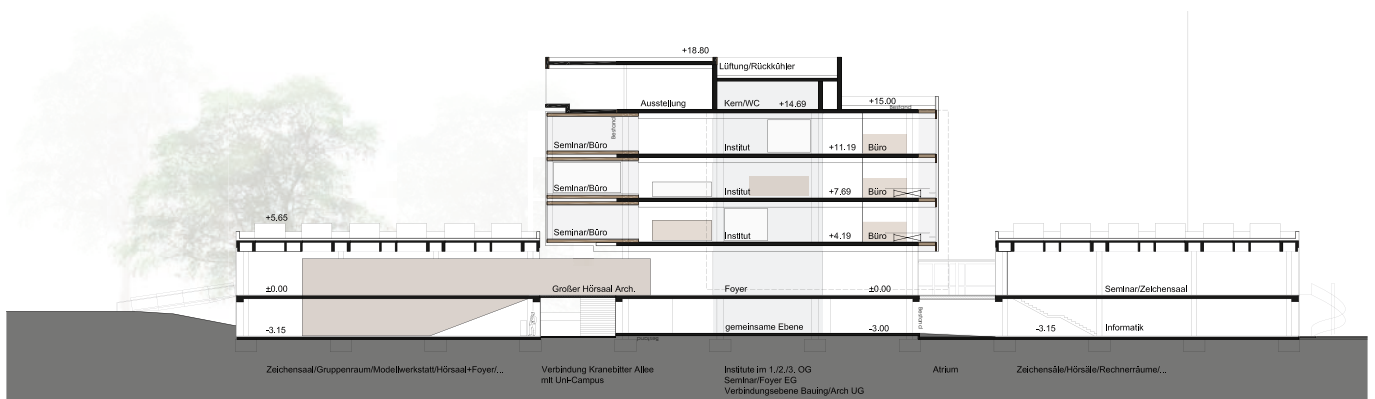 +18.80
Lüftung/Rückkühler
Ausstellung
Kern/WC
+14.69
+15.00
Bestand
Bestand
Seminar/Büro
Institut
+11.19
Büro
Seminar/Büro
Institut
+7.69
Büro
+5.65
Seminar/Büro
Institut
+4.19
Büro
±0.00
Großer Hörsaal Arch.
Foyer
±0.00
Seminar/Zeichensaal
-3.15
gemeinsame Ebene
-3.00
Bestand
-3.15
Informatik
Bestand
Zeichensaal/Gruppenraum/Modellwerkstatt/Hörsaal+Foyer/...
Verbindung Kranebitter Allee
mit Uni-Campus
Institute im 1./2./3. OG
Seminar/Foyer EG
Verbindungsebene Bauing/Arch UG
Atrium
Zeichensäle/Hörsäle/Rechnerräume/...